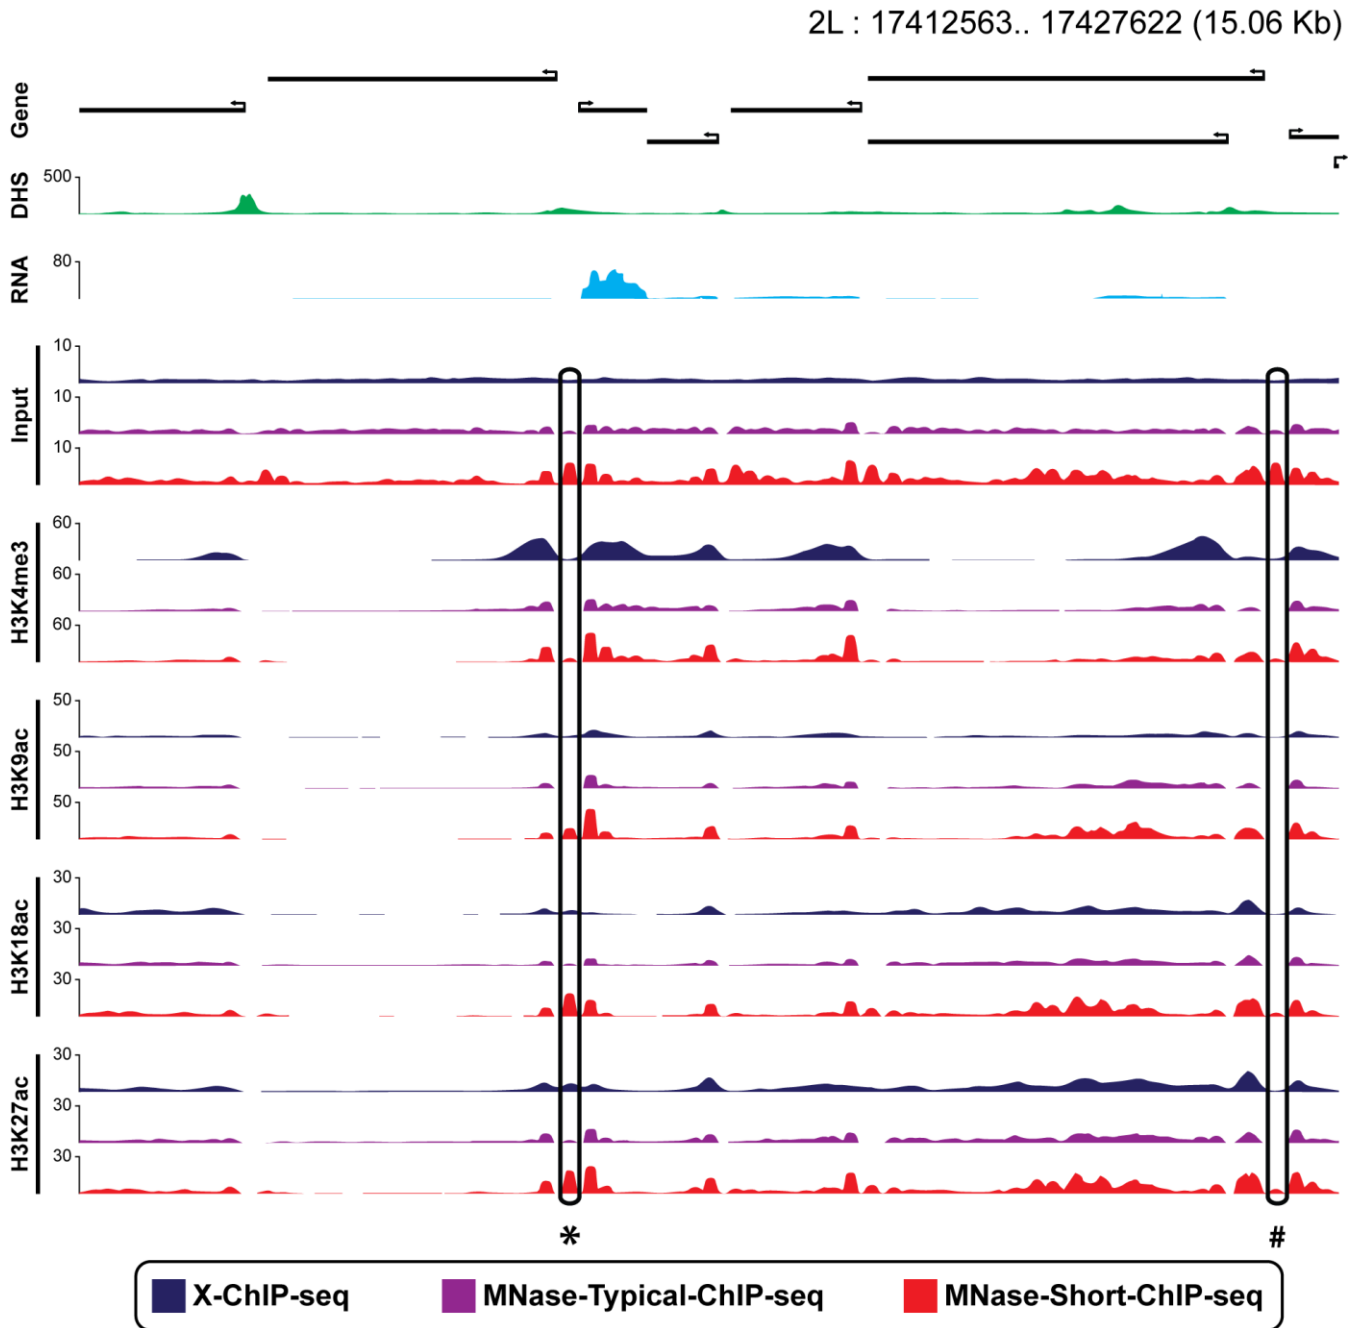 2L : 17412563.. 17427622 (15.06 Kb)
Gene
DHS
500
RNA
80
Input
10
10
10
H3K4me3
60
60
60
H3K9ac
50
50
50
H3K18ac
30
30
30
H3K27ac
30
30
30
* #
X-ChIP-seq MNase-Typical-ChIP-seq MNase-Short-ChIP-seq